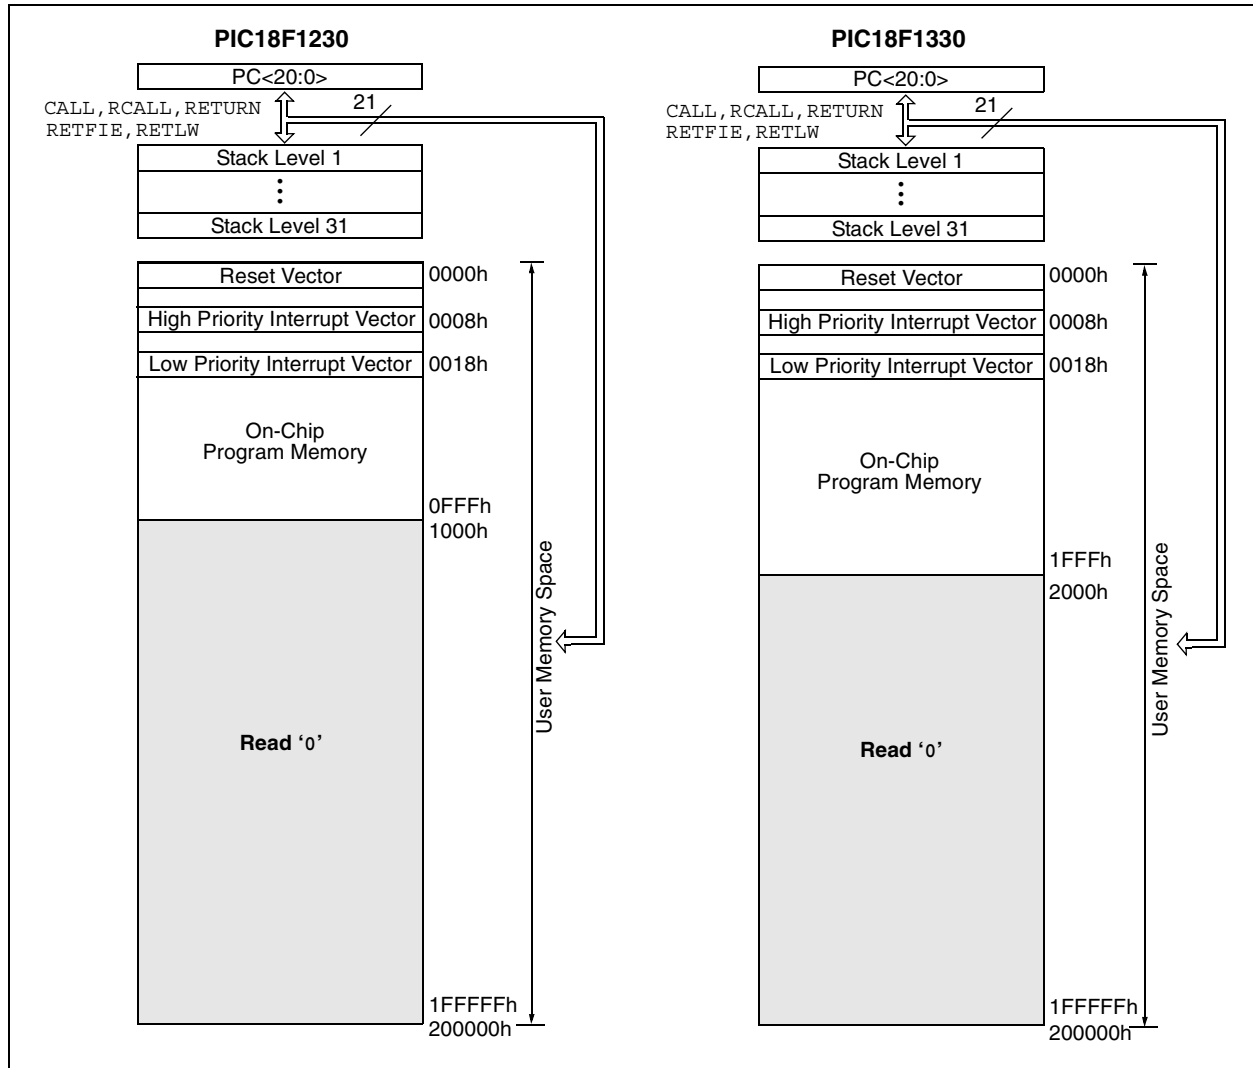 PIC18F1230
PC<20:0>
CALL,RCALL,RETURN
RETFIE,RETLW
21
Stack Level 1
Stack Level 31
Reset Vector
0000h
High Priority Interrupt Vector
0008h
Low Priority Interrupt Vector
0018h
On-Chip
Program Memory
0FFFh
1000h
User Memory Space
Read ‘0’
1FFFFFh
200000h
PIC18F1330
PC<20:0>
CALL,RCALL,RETURN
RETFIE,RETLW
21
Stack Level 1
Stack Level 31
Reset Vector
0000h
High Priority Interrupt Vector
0008h
Low Priority Interrupt Vector
0018h
On-Chip
Program Memory
1FFFh
2000h
User Memory Space
Read ‘0’
1FFFFFh
200000h